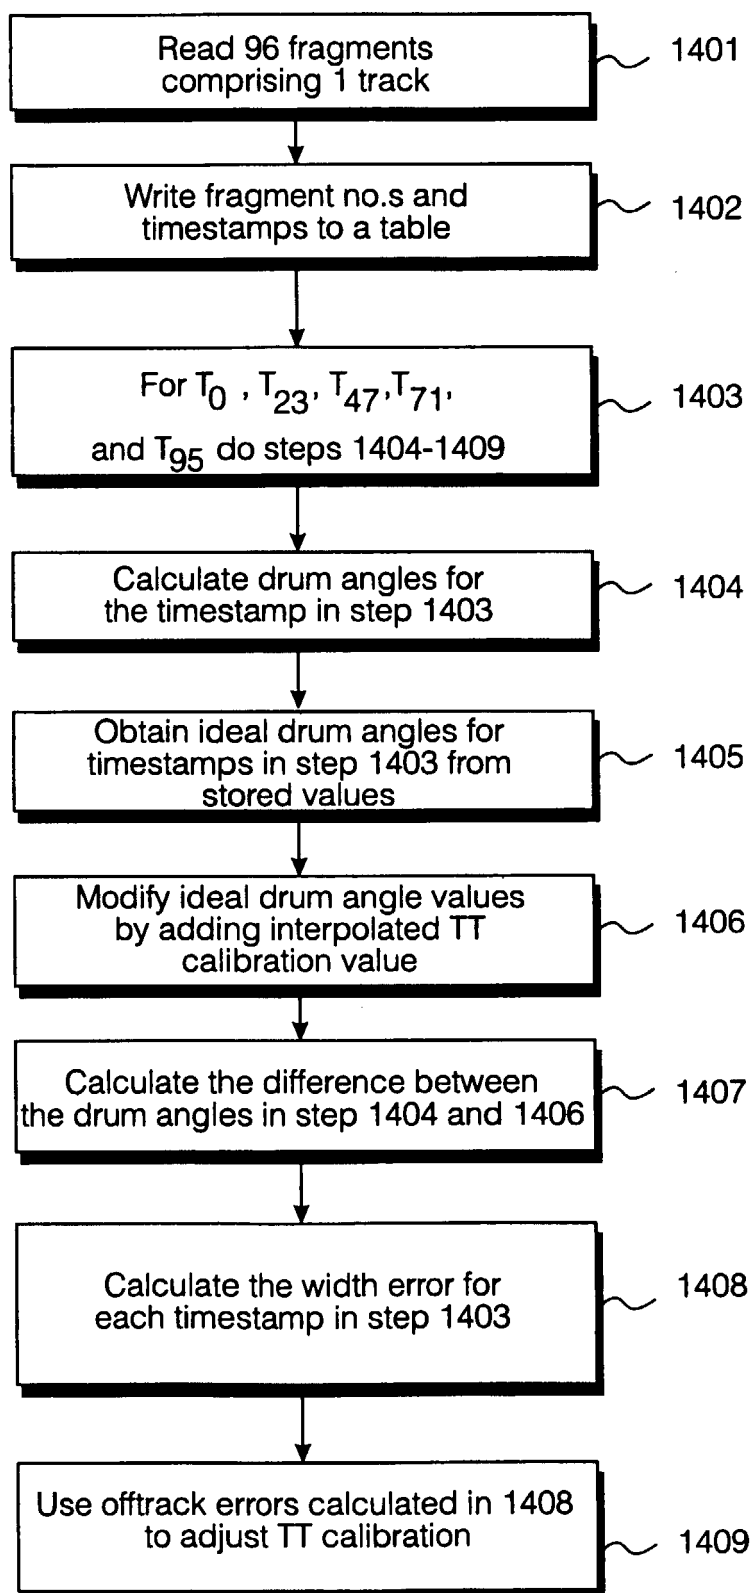 Read 96 fragments
comprising 1 track
1401
Write fragment no.s and
timestamps to a table
1402
For T0 , T23, T47,T71,
and T95 do steps 1404-1409
1403
Calculate drum angles for
the timestamp in step 1403
1404
Obtain ideal drum angles for
timestamps in step 1403 from
stored values
1405
Modify ideal drum angle values
by adding interpolated TT
calibration value
1406
Calculate the difference between
the drum angles in step 1404 and 1406
1407
Calculate the width error for
each timestamp in step 1403
1408
Use offtrack errors calculated in 1408
to adjust TT calibration
1409